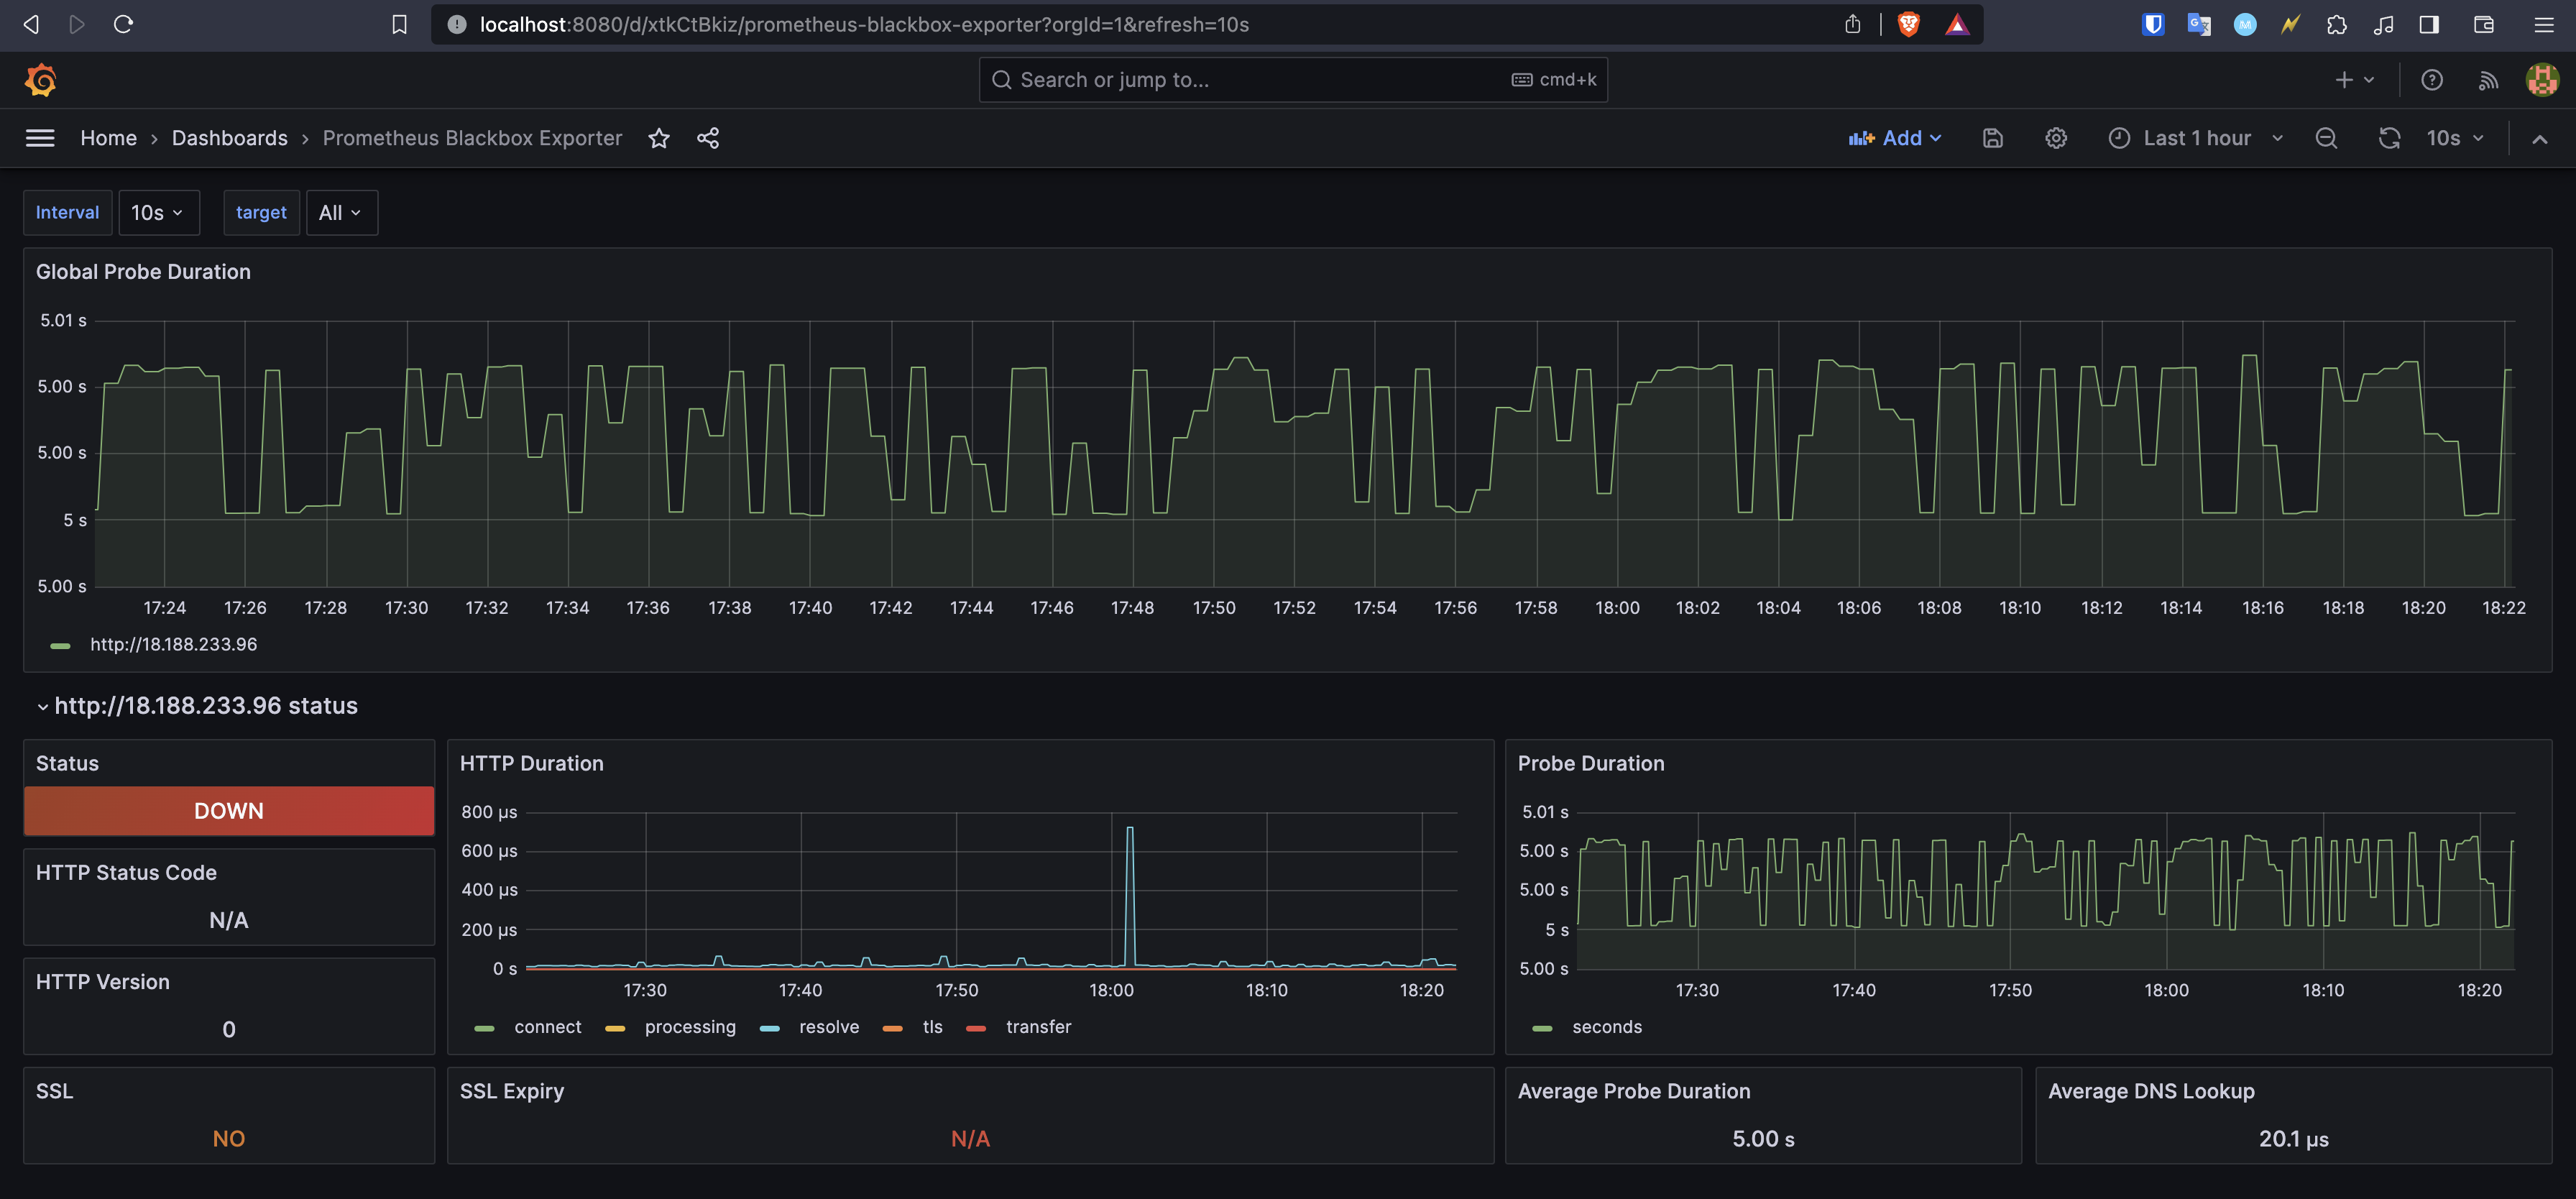 localhost:8080/d/xtkCtBkiz/prometheus-blackbox-exporter?orgId=1&refresh=10s
Search or jump to... cmd+k
Home › Dashboards › Prometheus Blackbox Exporter Add Last 1 hour 10s
Interval 10s target All
Global Probe Duration
5.01 s
5.00 s
5.00 s
5 s
5.00 s
17:24 17:26 17:28 17:30 17:32 17:34 17:36 17:38 17:40 17:42 17:44 17:46 17:48 17:50 17:52 17:54 17:56 17:58 18:00 18:02 18:04 18:06 18:08 18:10 18:12 18:14 18:16 18:18 18:20 18:22
http://18.188.233.96
http://18.188.233.96 status
Status
DOWN
HTTP Status Code
N/A
HTTP Version
0
SSL
NO
HTTP Duration
800 µs
600 µs
400 µs
200 µs
0 s
17:30 17:40 17:50 18:00 18:10 18:20
connect processing resolve tls transfer
Probe Duration
5.01 s
5.00 s
5.00 s
5 s
5.00 s
17:30 17:40 17:50 18:00 18:10 18:20
seconds
SSL Expiry
N/A
Average Probe Duration
5.00 s
Average DNS Lookup
20.1 µs